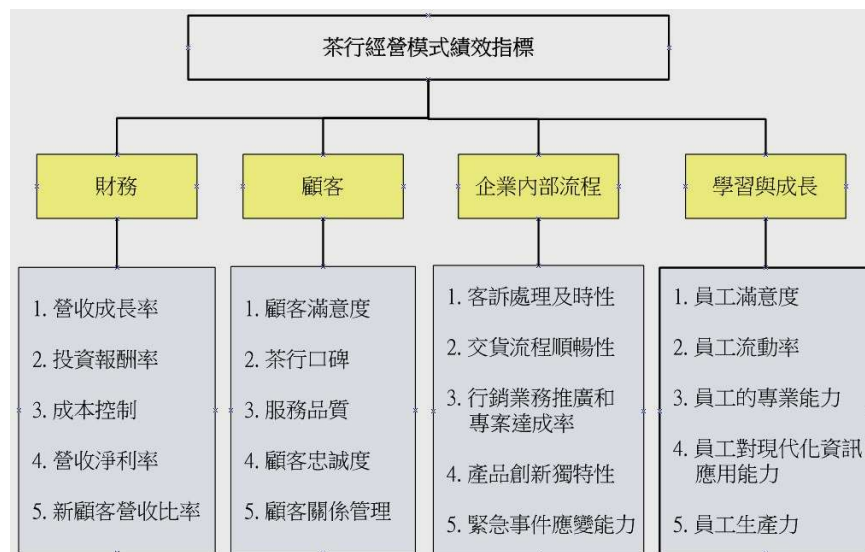 茶行經營模式績效指標
財務
顧客
企業內部流程
學習與成長
1. 營收成長率
2. 投資報酬率
3. 成本控制
4. 營收淨利率
5. 新顧客營收比率
1. 顧客滿意度
2. 茶行口碑
3. 服務品質
4. 顧客忠誠度
5. 顧客關係管理
1. 客訴處理及時性
2. 交貨流程順暢性
3. 行銷業務推廣和
專案達成率
4. 產品創新獨特性
5. 緊急事件應變能力
1. 員工滿意度
2. 員工流動率
3. 員工的專業能力
4. 員工對現代化資訊
應用能力
5. 員工生產力